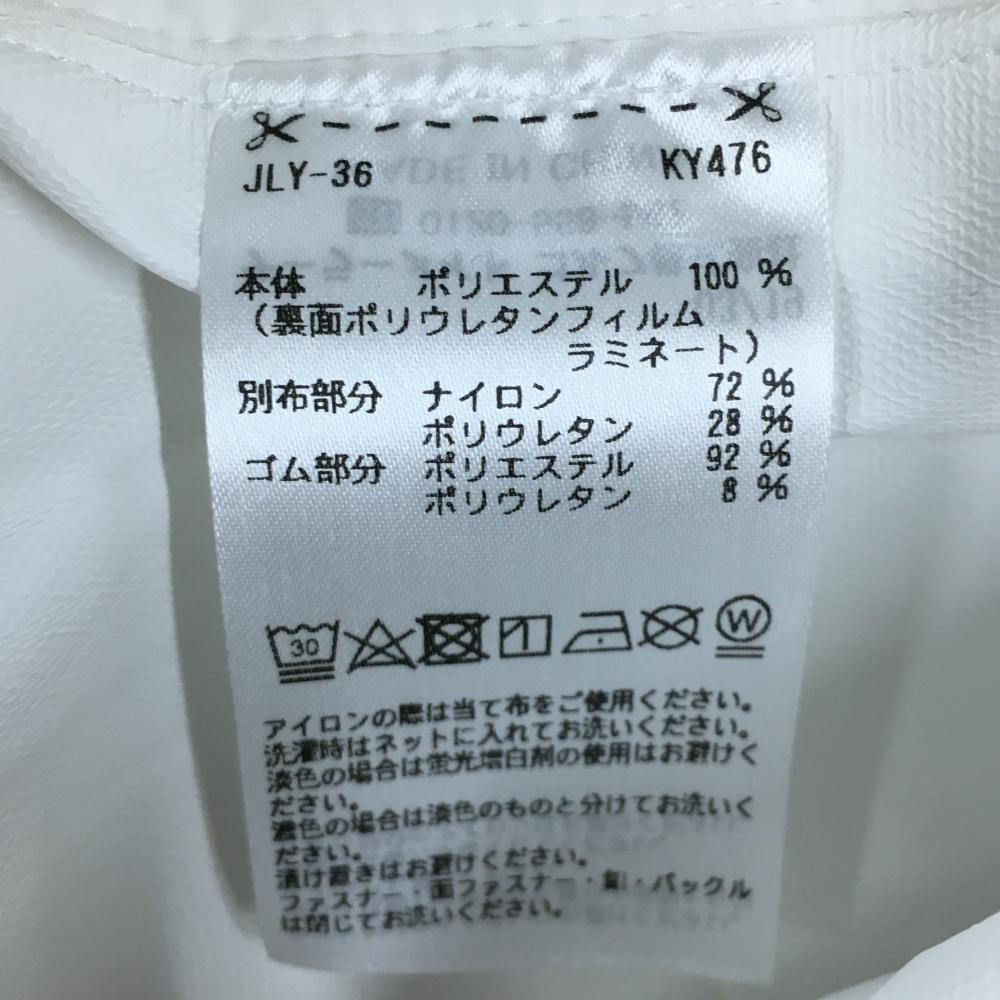 JLY-36 KY476
本体 ポリエステル 100 %
(裏面ポリウレタンフィルム
ラミネート)
別布部分 ナイロン 72 %
ポリウレタン 28 %
ゴム部分 ポリエステル 92 %
ポリウレタン 8 %
30 W
アイロンの際は当て布をご使用ください。
洗濯時はネットに入れてお洗いください。
淡色の場合は蛍光増白剤の使用はお避けく
ださい。
濃色の場合は淡色のものと分けてお洗いく
ださい。
漬け置きはお避けください。
ファスナー・面ファスナー・釦・バックル
は閉じてお洗いください。